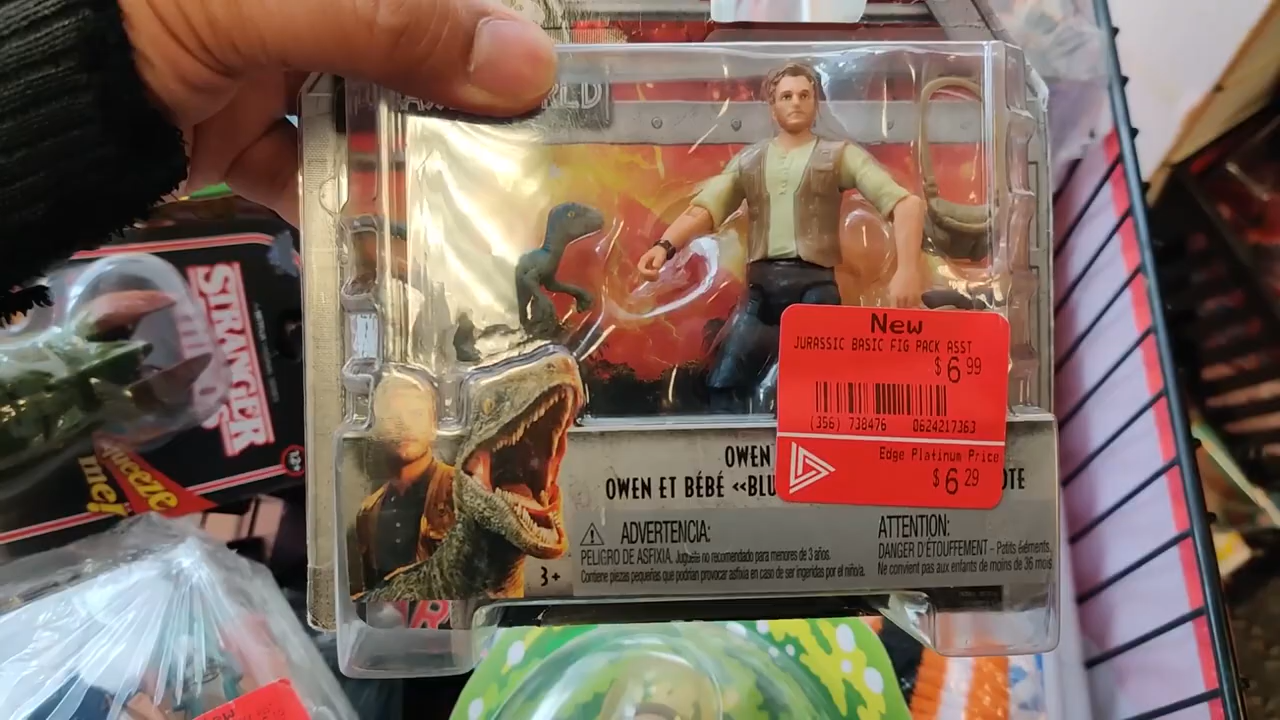 STRANGER
squeeze
me!
12+
New
JURASSIC BASIC FIG PACK ASST
$6 99
(356) 738476 0624217363
Edge Platinum Price
$6 29
OWEN
OWEN ET BÉBÉ «BLU
OTE
ADVERTENCIA:
PELIGRO DE ASFIXIA. Juguete no recomendado para menores de 3 años.
Contiene piezas pequeñas que podrían provocar asfixia en caso de ser ingeridas por el niño/a.
ATTENTION:
DANGER D'ÉTOUFFEMENT – Petits éléments.
Ne convient pas aux enfants de moins de 36 mois.
3+